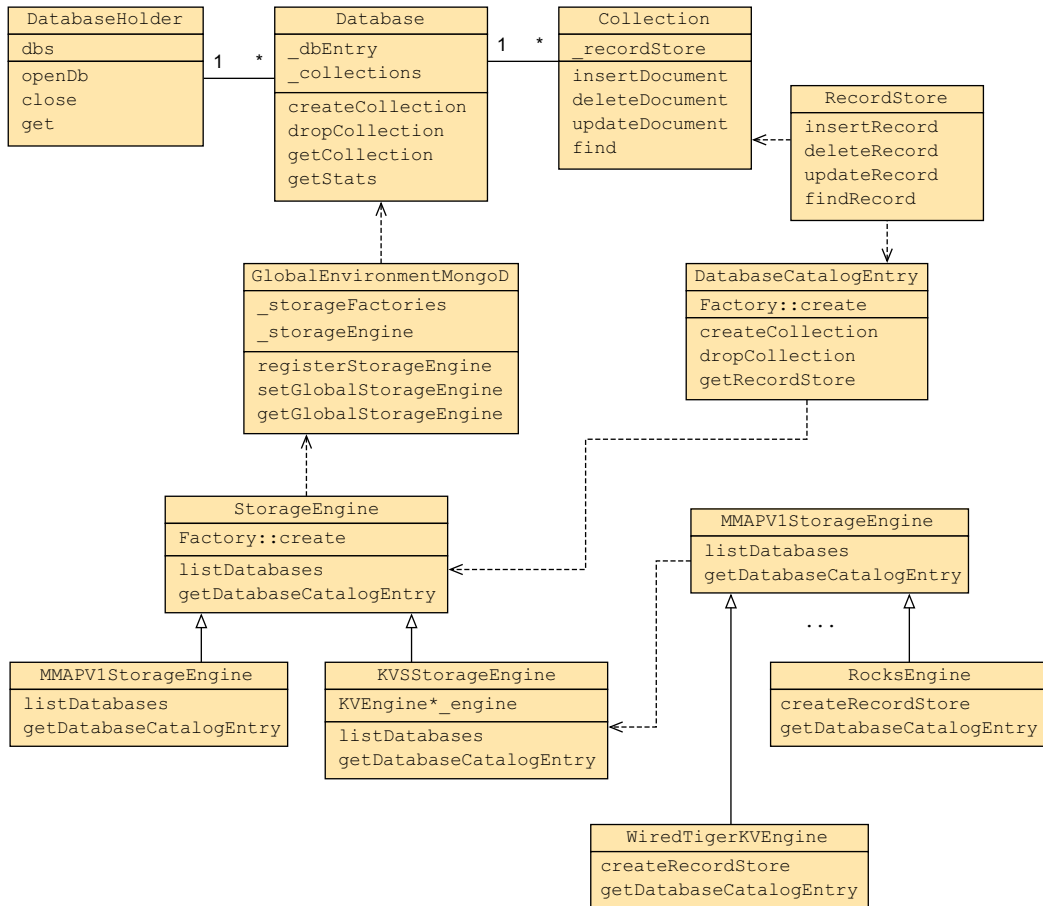 DatabaseHolder
dbs
openDb
close
get
1
*
Database
_dbEntry
_collections
createCollection
dropCollection
getCollection
getStats
1
*
Collection
_recordStore
insertDocument
deleteDocument
updateDocument
find
RecordStore
insertRecord
deleteRecord
updateRecord
findRecord
GlobalEnvironmentMongoD
_storageFactories
_storageEngine
registerStorageEngine
setGlobalStorageEngine
getGlobalStorageEngine
DatabaseCatalogEntry
Factory::create
createCollection
dropCollection
getRecordStore
StorageEngine
Factory::create
listDatabases
getDatabaseCatalogEntry
MMAPV1StorageEngine
listDatabases
getDatabaseCatalogEntry
...
MMAPV1StorageEngine
listDatabases
getDatabaseCatalogEntry
KVSStorageEngine
KVEngine*_engine
listDatabases
getDatabaseCatalogEntry
RocksEngine
createRecordStore
getDatabaseCatalogEntry
WiredTigerKVEngine
createRecordStore
getDatabaseCatalogEntry